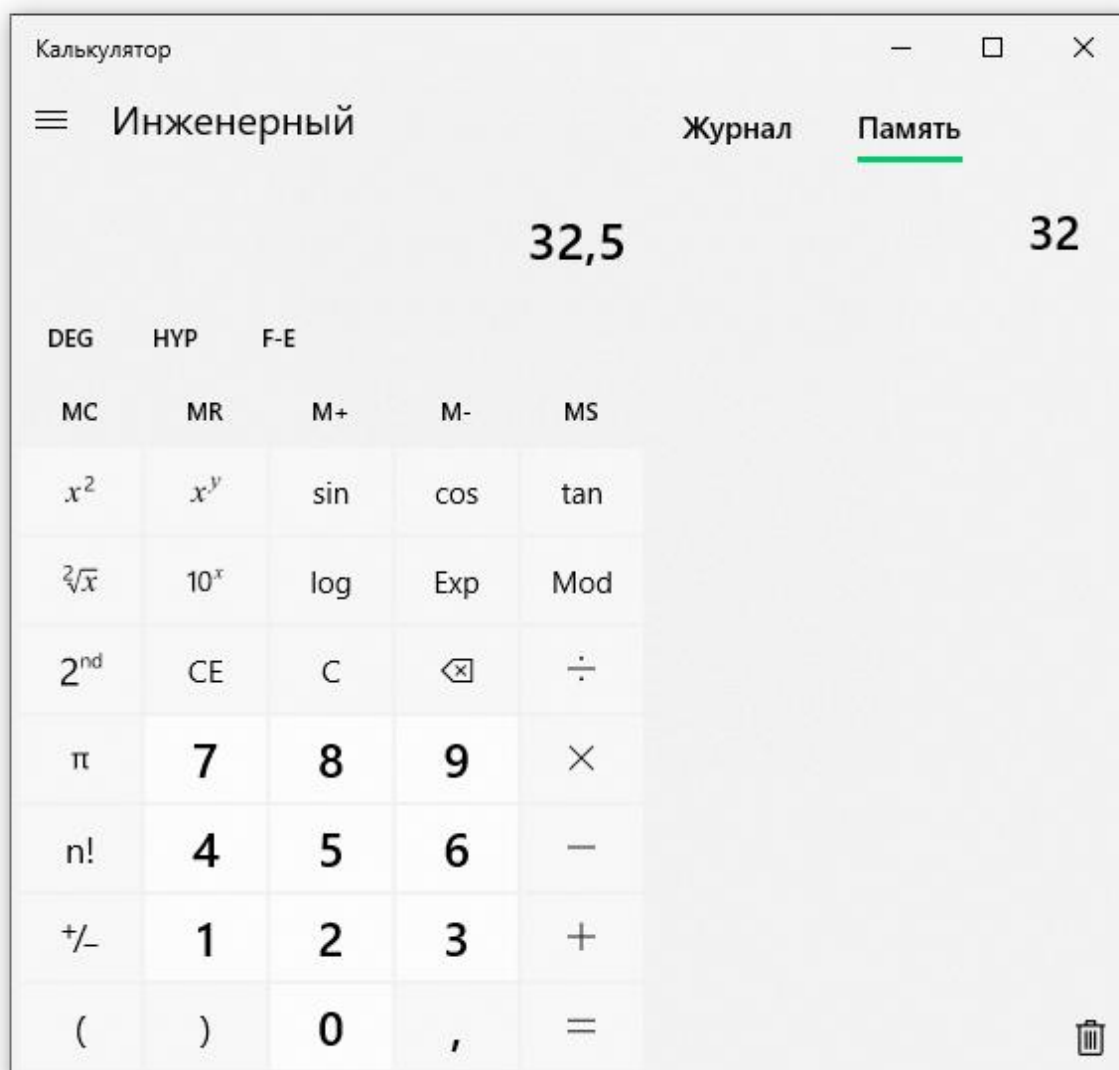 Калькулятор
Инженерный
Журнал Память
32,5 32
DEG HYP F-E
MC MR M+ M- MS
x² xʸ sin cos tan
²√x 10ˣ log Exp Mod
2ⁿᵈ CE C ÷
π 7 8 9 ×
n! 4 5 6 −
⁺/₋ 1 2 3 +
( ) 0 , =